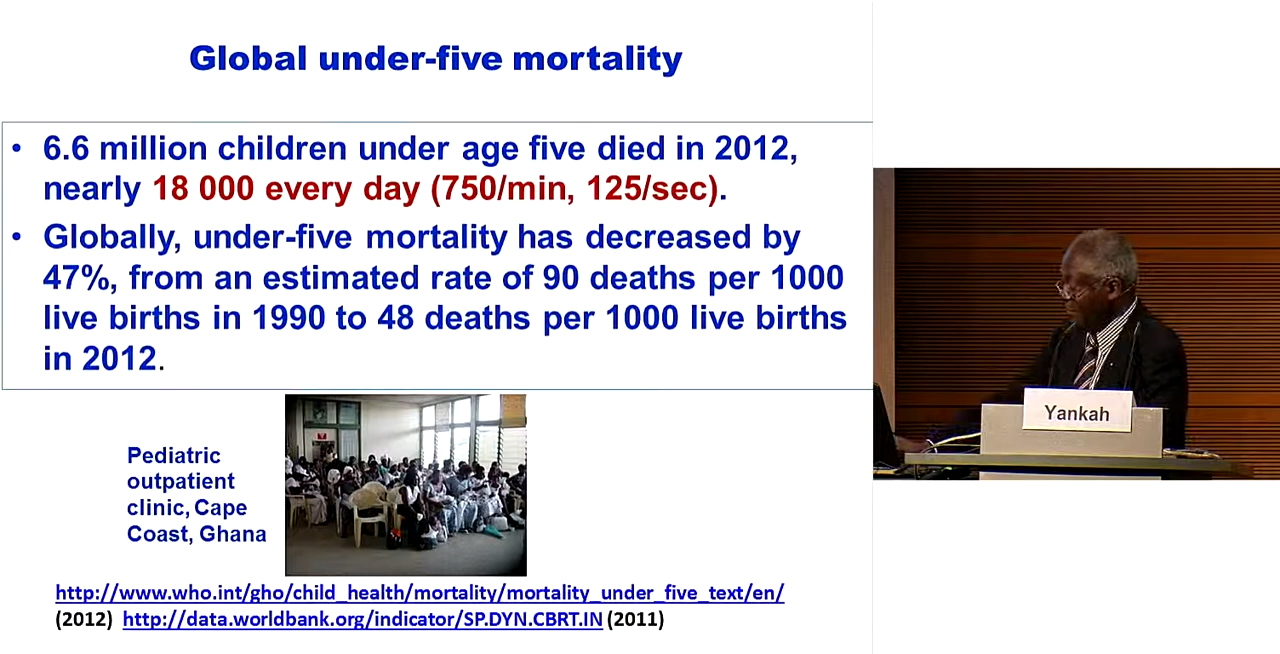 Global under-five mortality
• 6.6 million children under age five died in 2012,
nearly 18 000 every day (750/min, 125/sec).
• Globally, under-five mortality has decreased by
47%, from an estimated rate of 90 deaths per 1000
live births in 1990 to 48 deaths per 1000 live births
in 2012.
Pediatric
outpatient
clinic, Cape
Coast, Ghana
http://www.who.int/gho/child_health/mortality/mortality_under_five_text/en/
(2012) http://data.worldbank.org/indicator/SP.DYN.CBRT.IN (2011)
Yankah